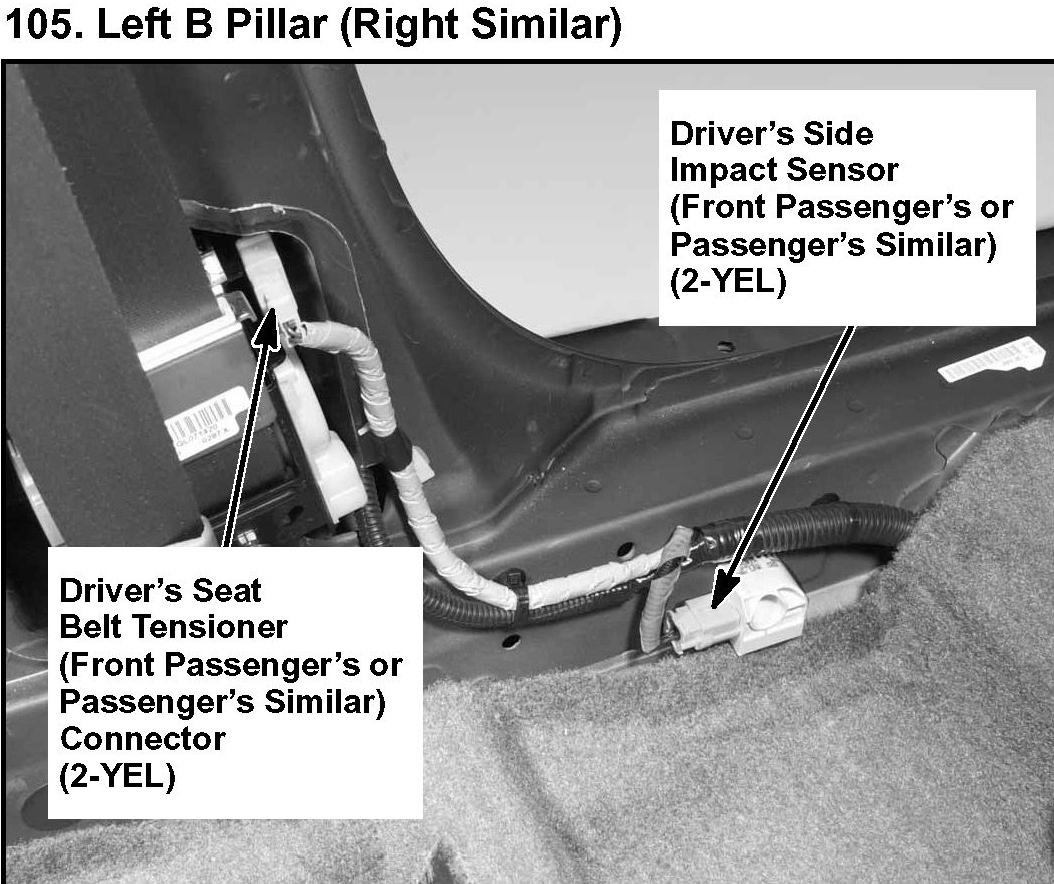 105. Left B Pillar (Right Similar)
Driver’s Side
Impact Sensor
(Front Passenger’s or
Passenger’s Similar)
(2-YEL)
Driver’s Seat
Belt Tensioner
(Front Passenger’s or
Passenger’s Similar)
Connector
(2-YEL)